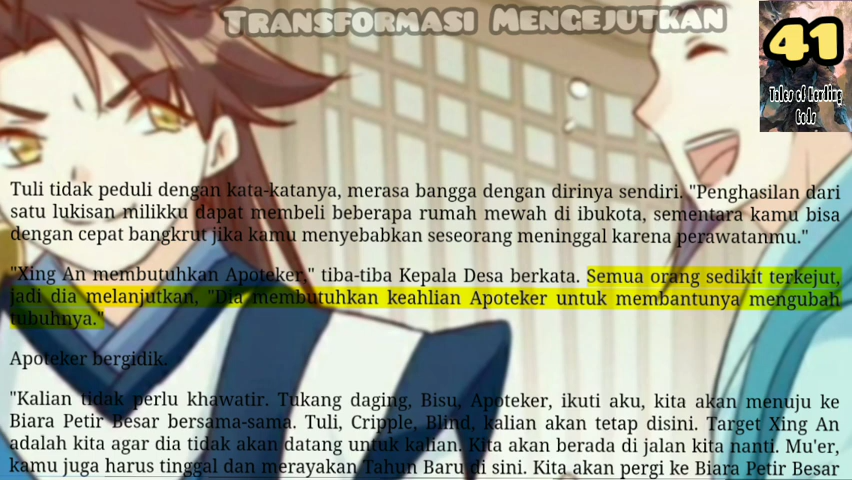 Transformasi Mengejutkan
41
Tales of Herding
Gods
Tuli tidak peduli dengan kata-katanya, merasa bangga dengan dirinya sendiri. "Penghasilan dari
satu lukisan milikku dapat membeli beberapa rumah mewah di ibukota, sementara kamu bisa
dengan cepat bangkrut jika kamu menyebabkan seseorang meninggal karena perawatanmu."
"Xing An membutuhkan Apoteker," tiba-tiba Kepala Desa berkata. Semua orang sedikit terkejut,
jadi dia melanjutkan, "Dia membutuhkan keahlian Apoteker untuk membantunya mengubah
tubuhnya."
Apoteker bergidik.
"Kalian tidak perlu khawatir. Tukang daging, Bisu, Apoteker, ikuti aku, kita akan menuju ke
Biara Petir Besar bersama-sama. Tuli, Cripple, Blind, kalian akan tetap disini. Target Xing An
adalah kita agar dia tidak akan datang untuk kalian. Kita akan berada di jalan kita nanti. Mu'er,
kamu juga harus tinggal dan merayakan Tahun Baru di sini. Kita akan pergi ke Biara Petir Besar